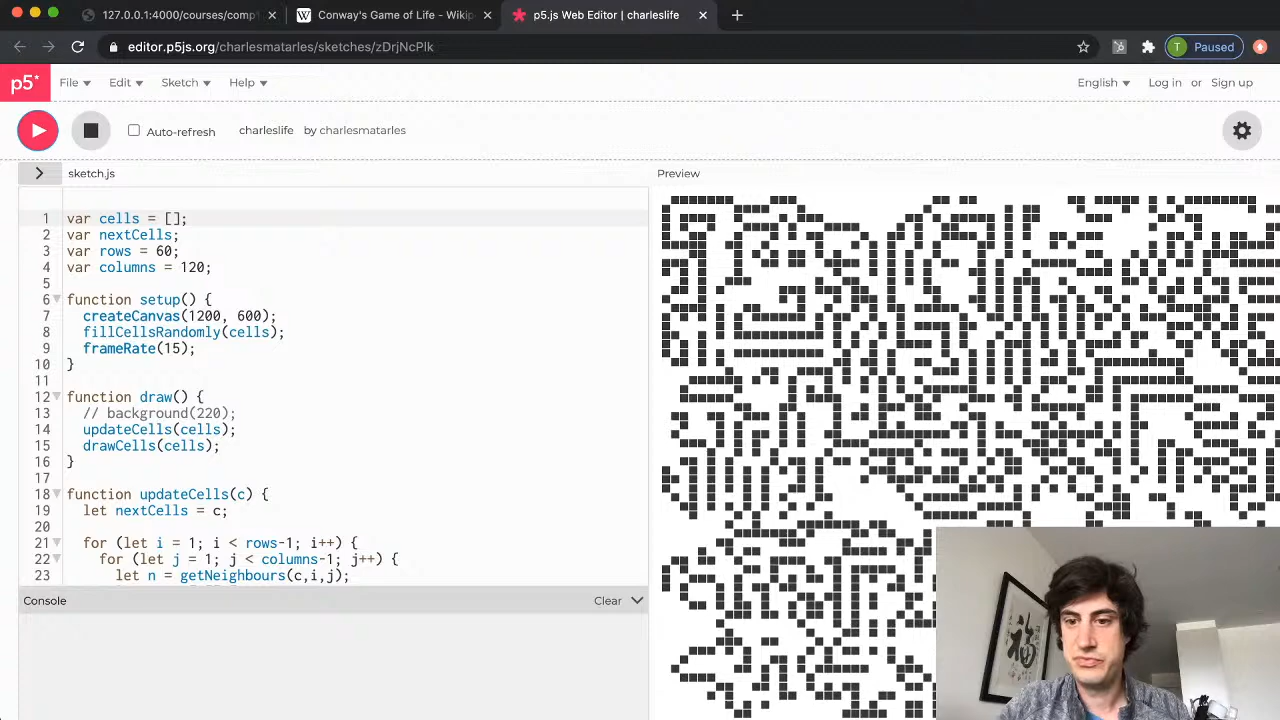 127.0.0.1:4000/courses/comp1
Conway's Game of Life - Wikip
p5.js Web Editor | charleslife
editor.p5js.org/charlesmatarles/sketches/zDrjNcPlk
T Paused
p5*
File
Edit
Sketch
Help
English
Log in or Sign up
Auto-refresh
charleslife by charlesmatarles
sketch.js
Preview
1 var cells = [];
2 var nextCells;
3 var rows = 60;
4 var columns = 120;
5
6 function setup() {
7 createCanvas(1200, 600);
8 fillCellsRandomly(cells);
9 frameRate(15);
10 }
11
12 function draw() {
13 // background(220);
14 updateCells(cells);
15 drawCells(cells);
16 }
17
18 function updateCells(c) {
19 let nextCells = c;
20
21 for (let i = 1; i < rows-1; i++) {
22 for (let j = 1; j < columns-1; j++) {
23 let n = getNeighbours(c,i,j);
Console
Clear
福